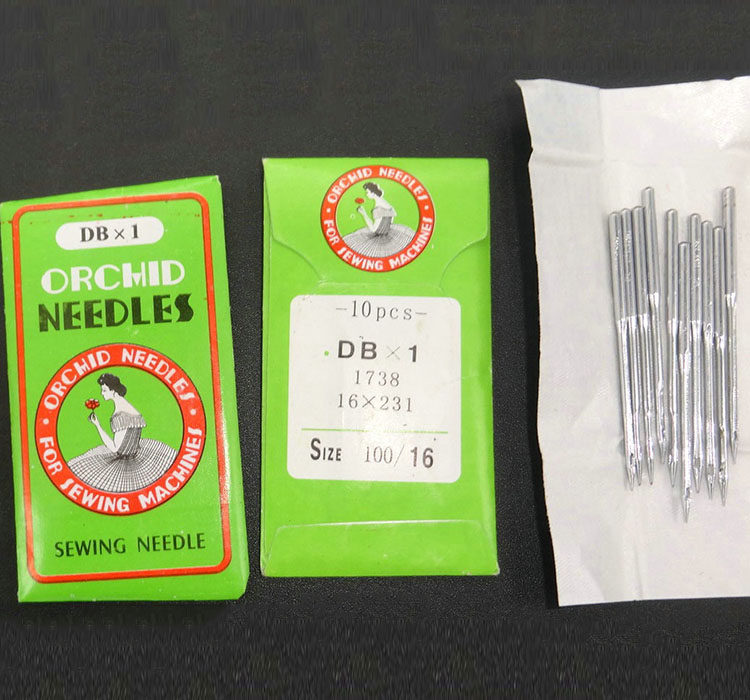 DB × 1
ORCHID
NEEDLES
ORCHID NEEDLES
FOR SEWING MACHINES
SEWING NEEDLE
ORCHID NEEDLES
FOR SEWING MACHINES
-10pcs-
DB × 1
1738
16×231
SIZE 100/16